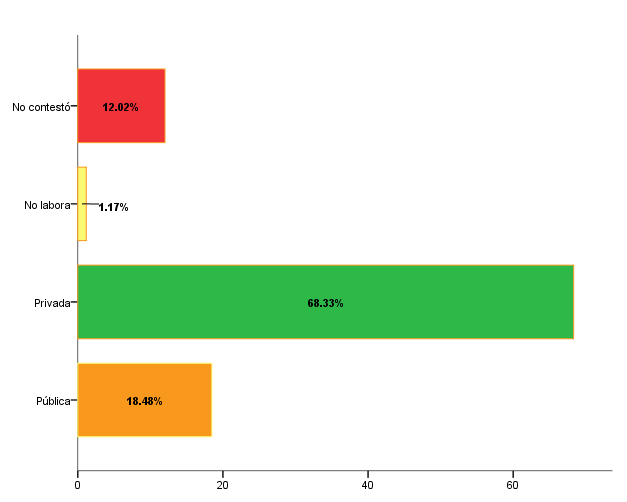 No contestó
12.02%
No labora
1.17%
Privada
68.33%
Pública
18.48%
0 20 40 60